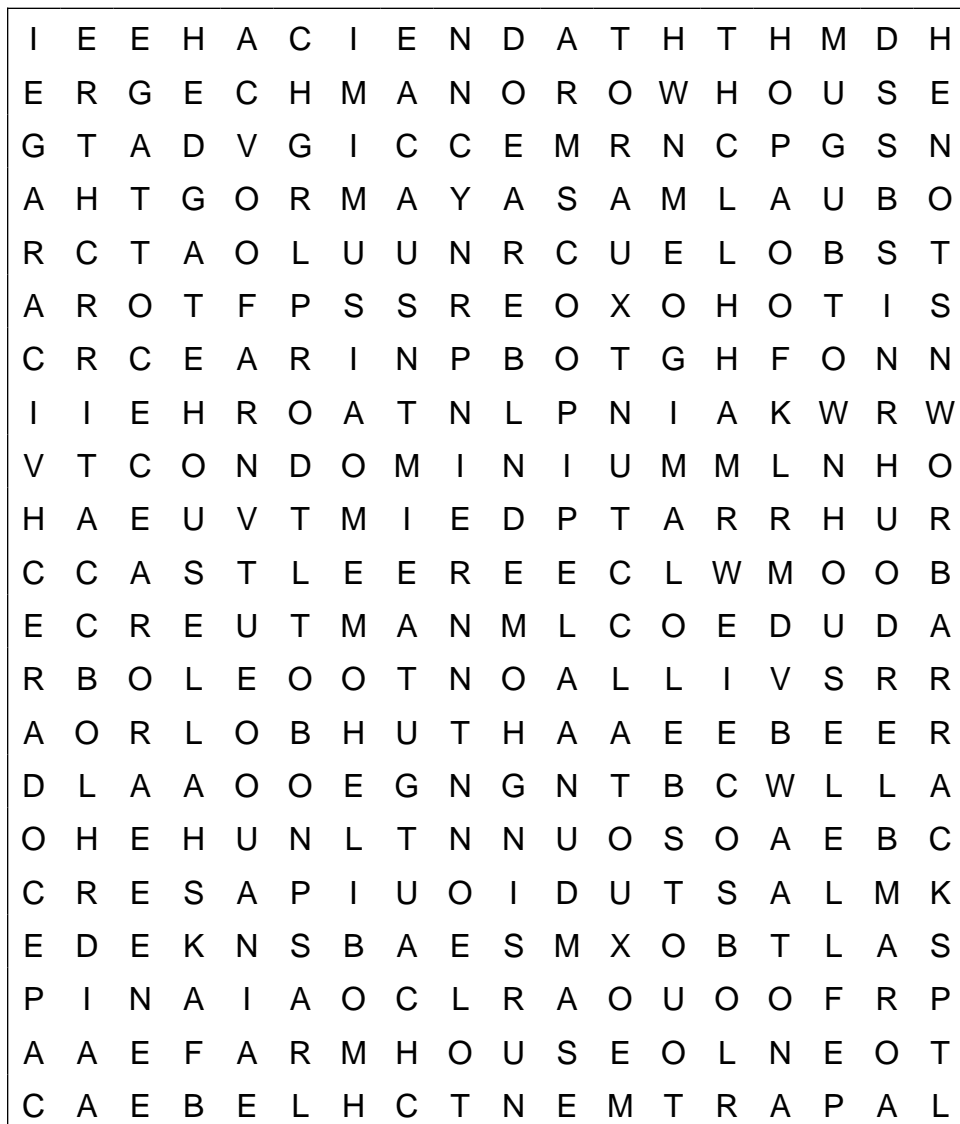 I E E H A C I E N D A T H T H M D H
E R G E C H M A N O R O W H O U S E
G T A D V G I C C E M R N C P G S N
A H T G O R M A Y A S A M L A U B O
R C T A O L U U N R C U E L O B S T
A R O T F P S S R E O X O H O T I S
C R C E A R I N P B O T G H F O N N
I I E H R O A T N L P N I A K W R W
V T C O N D O M I N I U M M L N H O
H A E U V T M I E D P T A R R H U R
C C A S T L E E R E E C L W M O O B
E C R E U T M A N M L C O E D U D A
R B O L E O O T N O A L L I V S R R
A O R L O B H U T H A A E E B E E R
D L A A O O E G N G N T B C W L L A
O H E H U N L T N N U O S O A E B C
C R E S A P I U O I D U T S A L M K
E D E K N S B A E S M X O B T L A S
P I N A I A O C L R A O U O O F R P
A A E F A R M H O U S E O L N E O T
C A E B E L H C T N E M T R A P A L